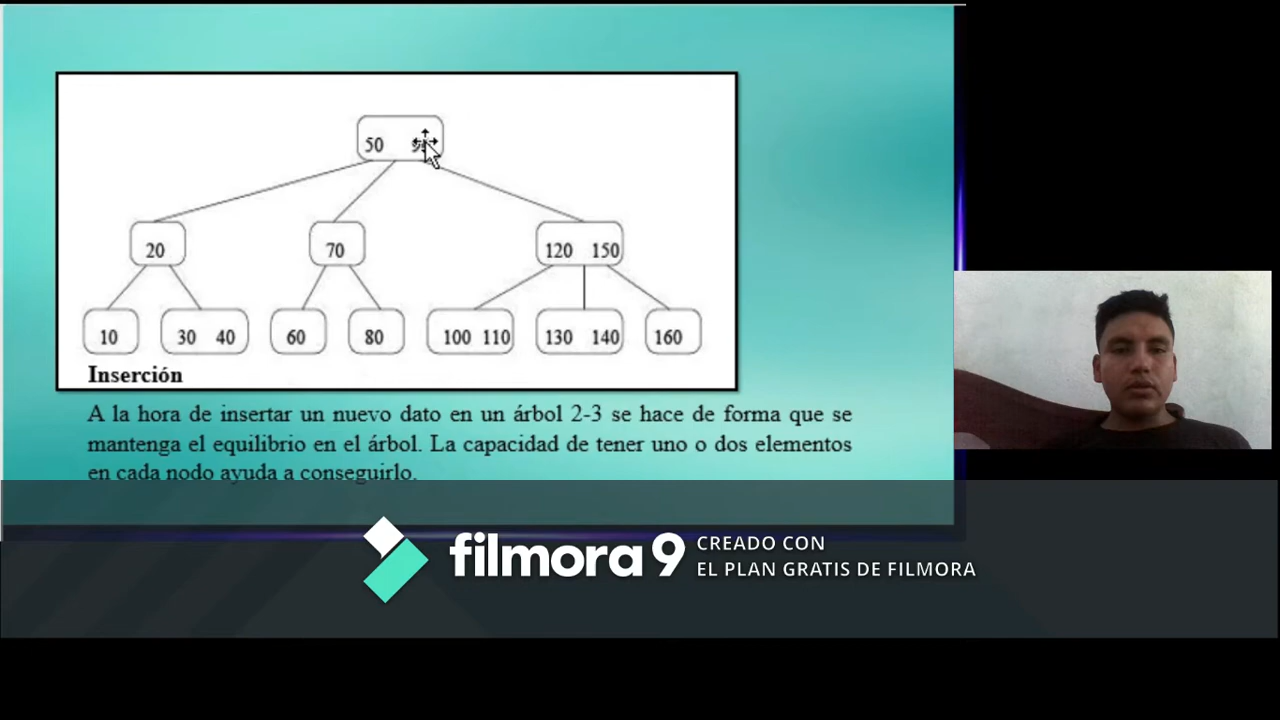 50
20 70 120 150
10 30 40 60 80 100 110 130 140 160
Inserción
A la hora de insertar un nuevo dato en un árbol 2-3 se hace de forma que se
mantenga el equilibrio en el árbol. La capacidad de tener uno o dos elementos
en cada nodo ayuda a conseguirlo.
filmora 9
CREADO CON
EL PLAN GRATIS DE FILMORA